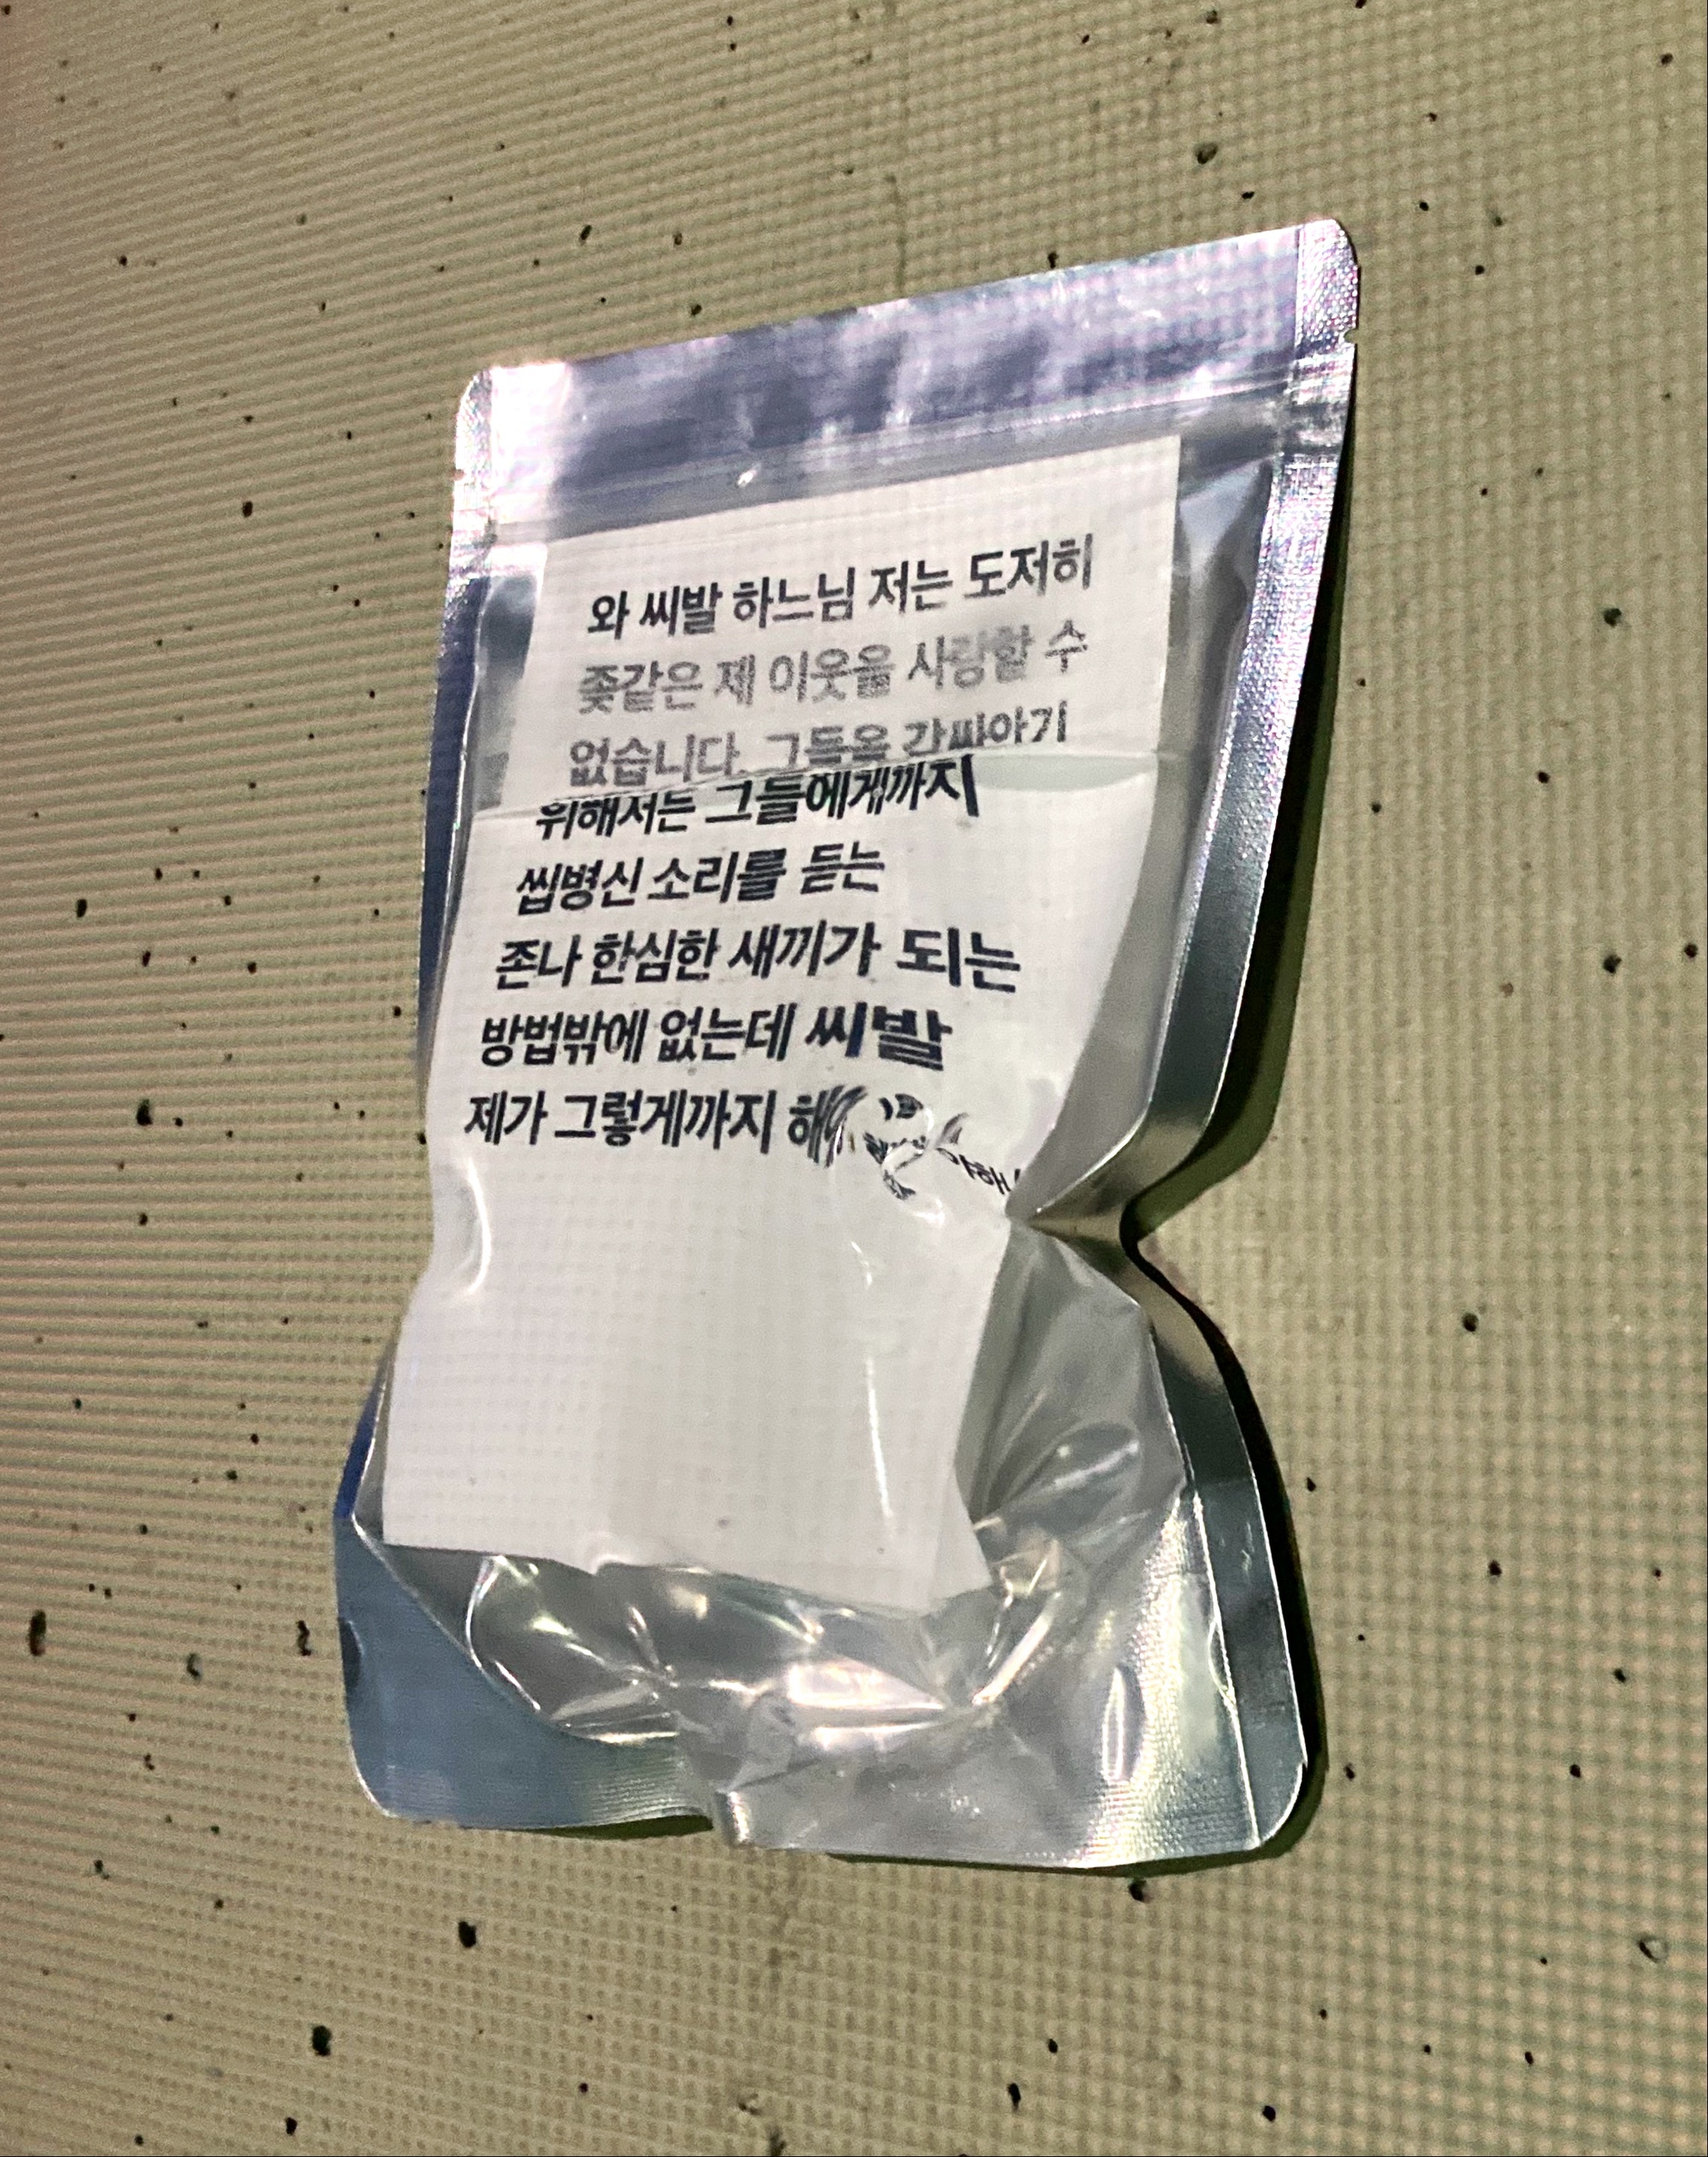 와 씨발 하느님 저는 도저히
좆같은 제 이웃을 사랑할 수
없습니다. 그들을 감싸안기
위해서는 그들에게까지
씹병신 소리를 듣는
존나 한심한 새끼가 되는
방법밖에 없는데 씨발
제가 그렇게까지